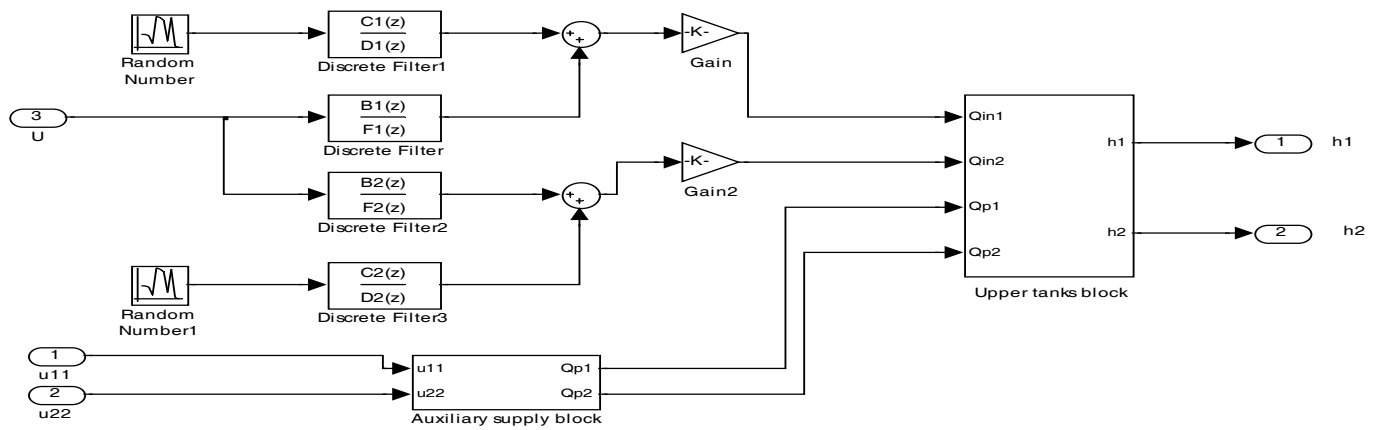 Random
Number
C1(z)
D1(z)
Discrete Filter1
+
+
-K-
Gain
3
U
B1(z)
F1(z)
Discrete Filter
B2(z)
F2(z)
Discrete Filter2
+
+
-K-
Gain2
Random
Number1
C2(z)
D2(z)
Discrete Filter3
1
u11
2
u22
u11
u22
Qp1
Qp2
Auxiliary supply block
Qin1
Qin2
Qp1
Qp2
h1
h2
Upper tanks block
1
h1
2
h2